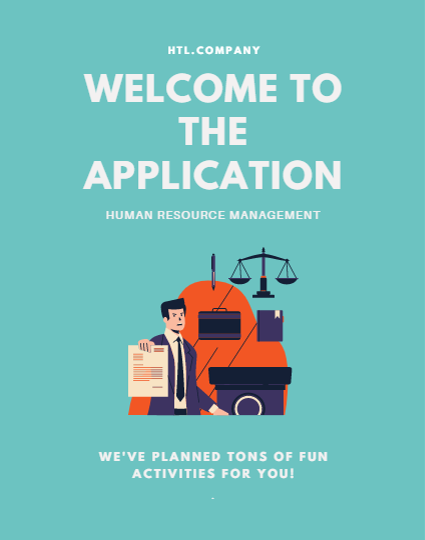 HTL.COMPANY
WELCOME TO
THE
APPLICATION
HUMAN RESOURCE MANAGEMENT
WE'VE PLANNED TONS OF FUN
ACTIVITIES FOR YOU!
-